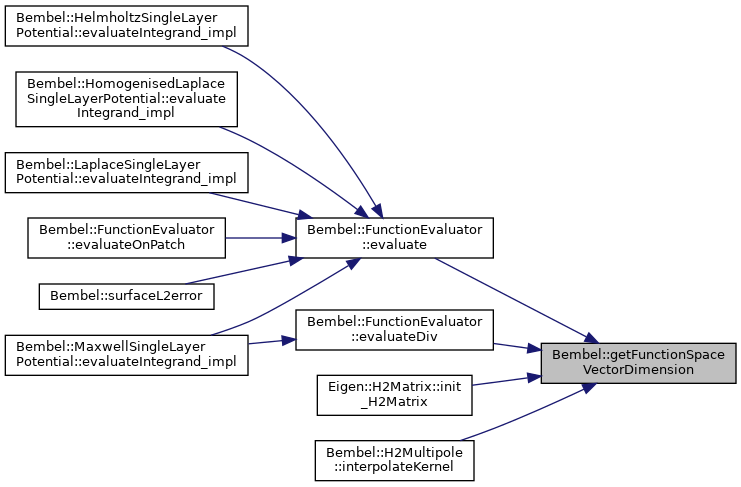 Bembel::HelmholtzSingleLayer
Potential::evaluateIntegrand_impl
Bembel::HomogenisedLaplace
SingleLayerPotential::evaluate
Integrand_impl
Bembel::LaplaceSingleLayer
Potential::evaluateIntegrand_impl
Bembel::FunctionEvaluator
::evaluateOnPatch
Bembel::surfaceL2error
Bembel::MaxwellSingleLayer
Potential::evaluateIntegrand_impl
Bembel::FunctionEvaluator
::evaluate
Bembel::FunctionEvaluator
::evaluateDiv
Eigen::H2Matrix::init
_H2Matrix
Bembel::H2Multipole
::interpolateKernel
Bembel::getFunctionSpace
VectorDimension